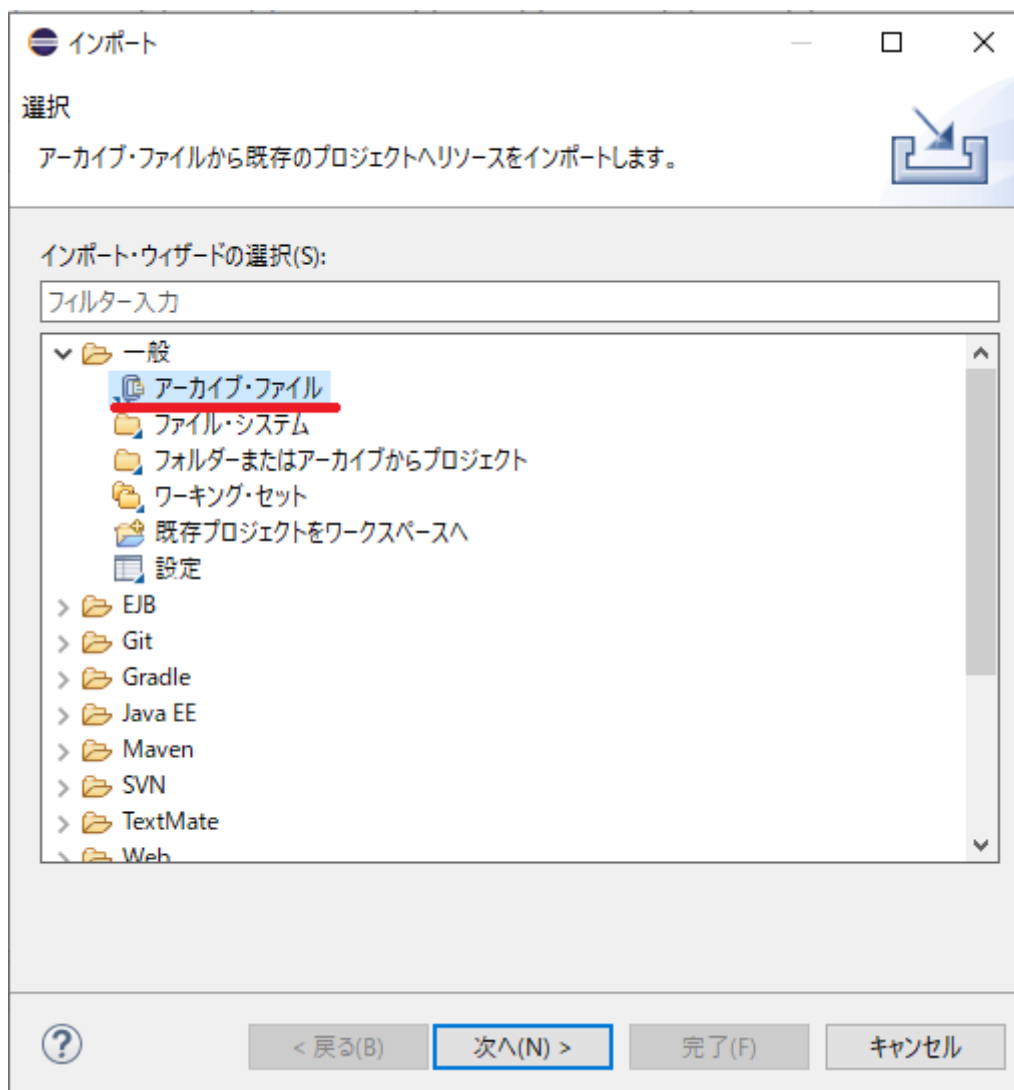 インポート
選択
アーカイブ・ファイルから既存のプロジェクトへリソースをインポートします。
インポート・ウィザードの選択(S):
フィルター入力
一般
アーカイブ・ファイル
ファイル・システム
フォルダーまたはアーカイブからプロジェクト
ワーキング・セット
既存プロジェクトをワークスペースへ
設定
EJB
Git
Gradle
Java EE
Maven
SVN
TextMate
Web
?
< 戻る(B)
次へ(N) >
完了(F)
キャンセル